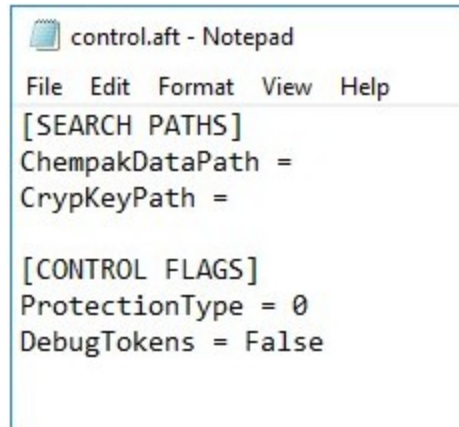 control.aft - Notepad
File Edit Format View Help
[SEARCH PATHS]
ChempakDataPath =
CrypKeyPath =
[CONTROL FLAGS]
ProtectionType = 0
DebugTokens = False